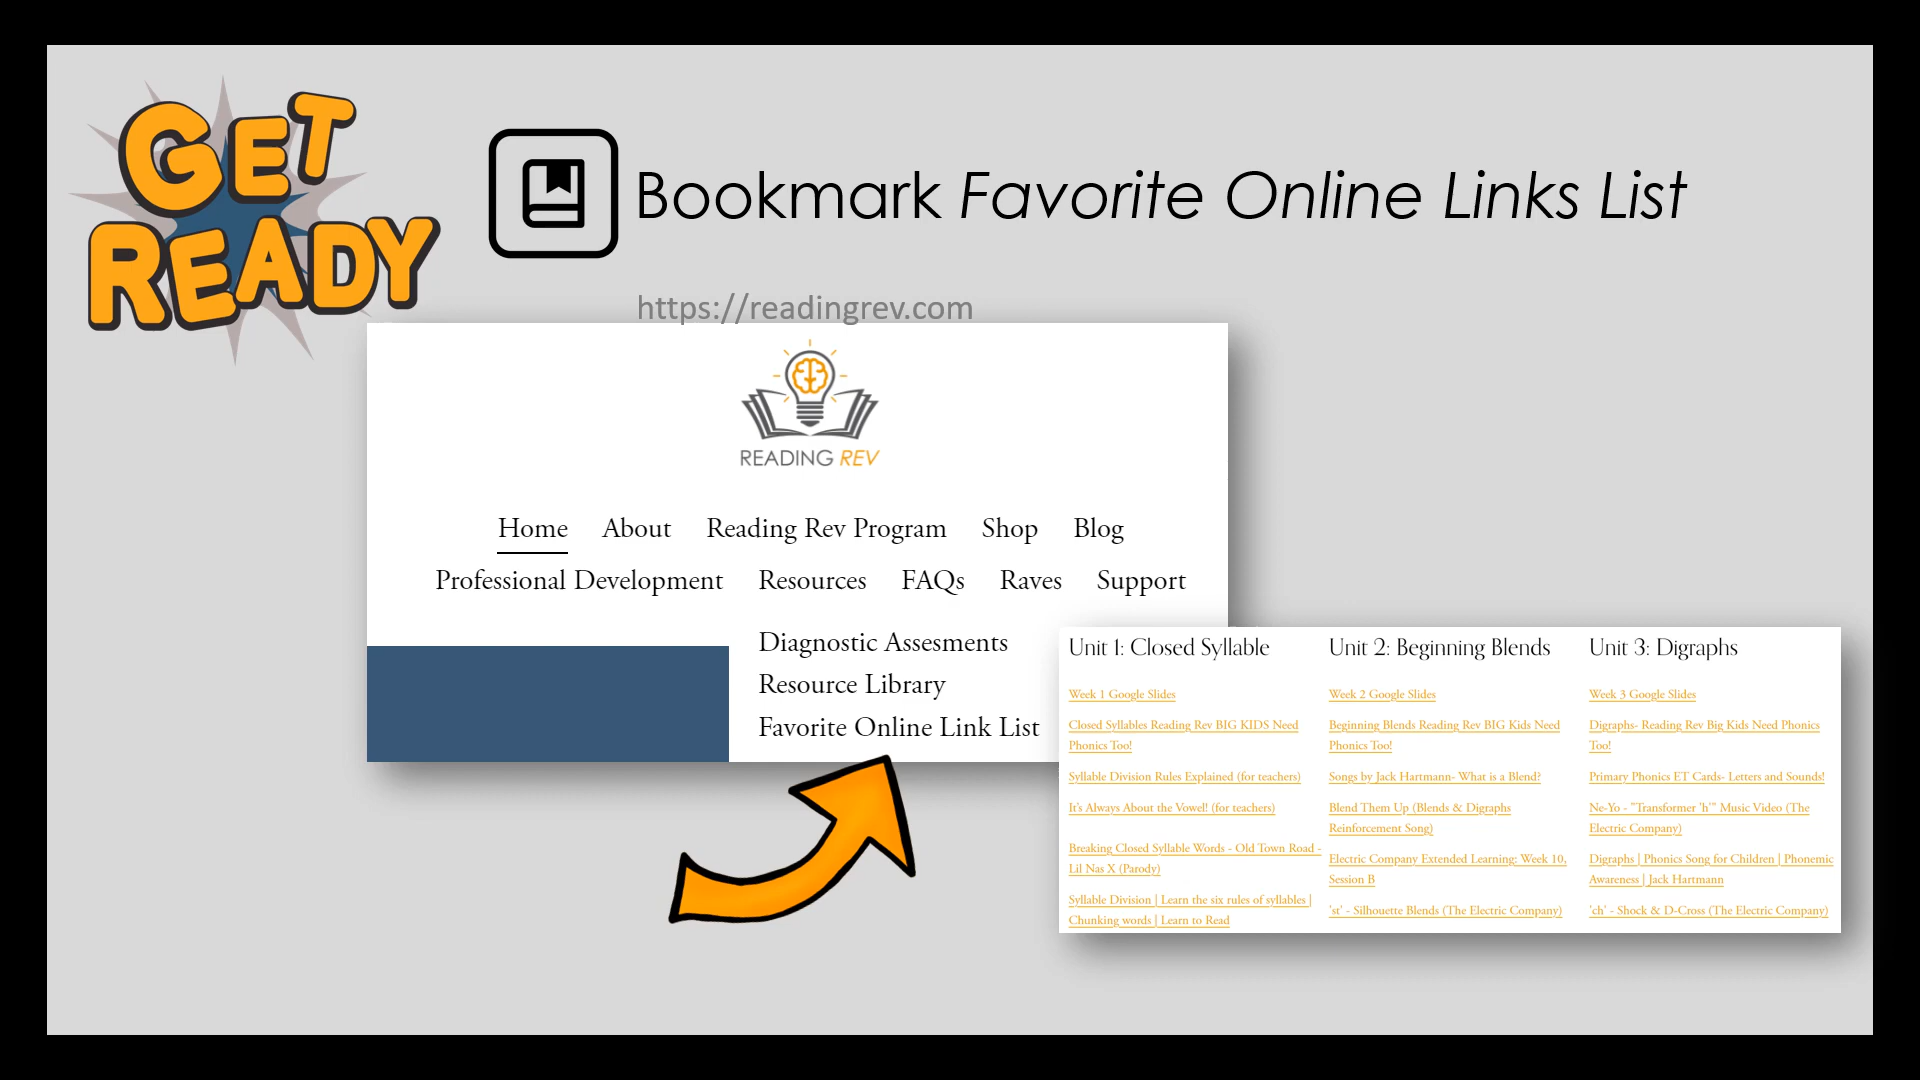 GET
READY
Bookmark Favorite Online Links List
https://readingrev.com
READING REV
Home About Reading Rev Program Shop Blog
Professional Development Resources FAQs Raves Support
Diagnostic Assesments
Resource Library
Favorite Online Link List
Unit 1: Closed Syllable
Week 1 Google Slides
Closed Syllables Reading Rev BIG KIDS Need
Phonics Too!
Syllable Division Rules Explained (for teachers)
It's Always About the Vowel! (for teachers)
Breaking Closed Syllable Words - Old Town Road -
Lil Nas X (Parody)
Syllable Division | Learn the six rules of syllables |
Chunking words | Learn to Read
Unit 2: Beginning Blends
Week 2 Google Slides
Beginning Blends Reading Rev BIG Kids Need
Phonics Too!
Songs by Jack Hartmann- What is a Blend?
Blend Them Up (Blends & Digraphs
Reinforcement Song)
Electric Company Extended Learning: Week 10,
Session B
'st' - Silhouette Blends (The Electric Company)
Unit 3: Digraphs
Week 3 Google Slides
Digraphs- Reading Rev Big Kids Need Phonics
Too!
Primary Phonics ET Cards- Letters and Sounds!
Ne-Yo - "Transformer 'h'" Music Video (The
Electric Company)
Digraphs | Phonics Song for Children | Phonemic
Awareness | Jack Hartmann
'ch' - Shock & D-Cross (The Electric Company)